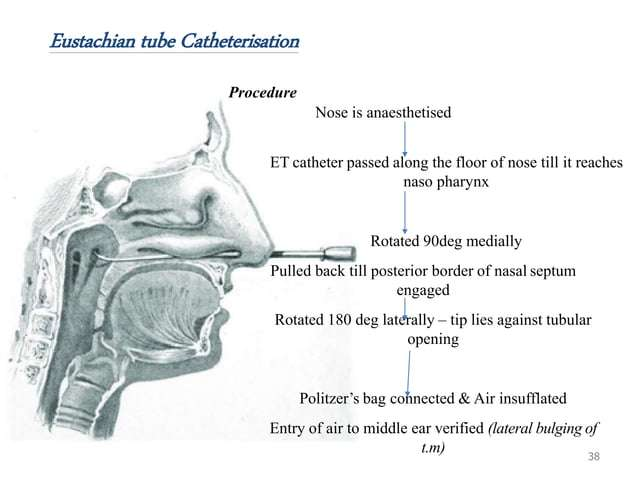 Eustachian tube Catheterisation
Procedure
Nose is anaesthetised
ET catheter passed along the floor of nose till it reaches
naso pharynx
Rotated 90deg medially
Pulled back till posterior border of nasal septum
engaged
Rotated 180 deg laterally – tip lies against tubular
opening
Politzer's bag connected & Air insufflated
Entry of air to middle ear verified (lateral bulging of
t.m)
38